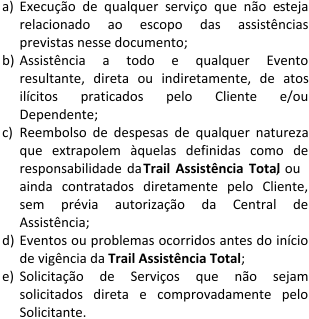 a) Execução de qualquer serviço que não esteja
relacionado ao escopo das assistências
previstas nesse documento;
b) Assistência a todo e qualquer Evento
resultante, direta ou indiretamente, de atos
ilícitos praticados pelo Cliente e/ou
Dependente;
c) Reembolso de despesas de qualquer natureza
que extrapolem àquelas definidas como de
responsabilidade da Trail Assistência Total, ou
ainda contratados diretamente pelo Cliente,
sem prévia autorização da Central de
Assistência;
d) Eventos ou problemas ocorridos antes do início
de vigência da Trail Assistência Total;
e) Solicitação de Serviços que não sejam
solicitados direta e comprovadamente pelo
Solicitante.